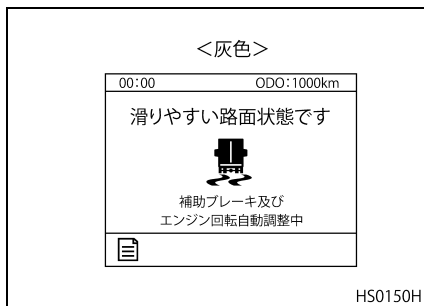 ＜灰色＞
00:00 ODO:1000km
滑りやすい路面状態です
補助ブレーキ及び
エンジン回転自動調整中
HS0150H